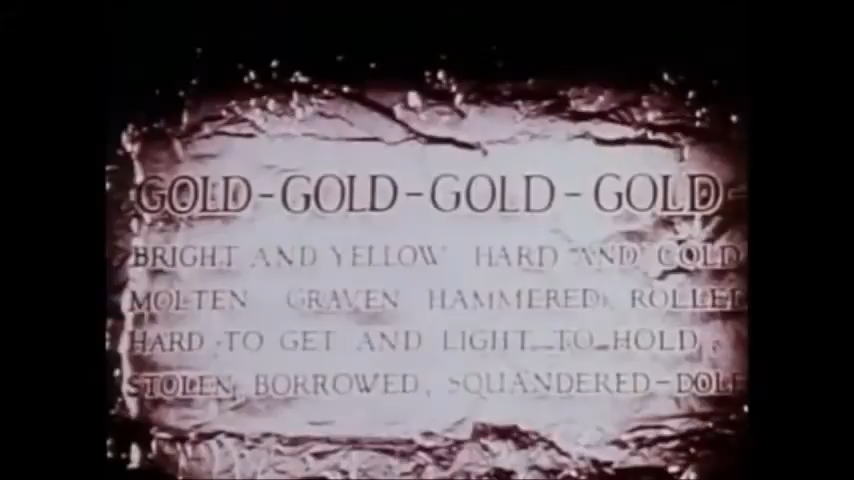 GOLD-GOLD-GOLD-GOLD-
BRIGHT AND YELLOW HARD AND COLD
MOLTEN GRAVEN HAMMERED, ROLLED
HARD TO GET AND LIGHT TO HOLD,
STOLEN, BORROWED, SQUANDERED-DOLE